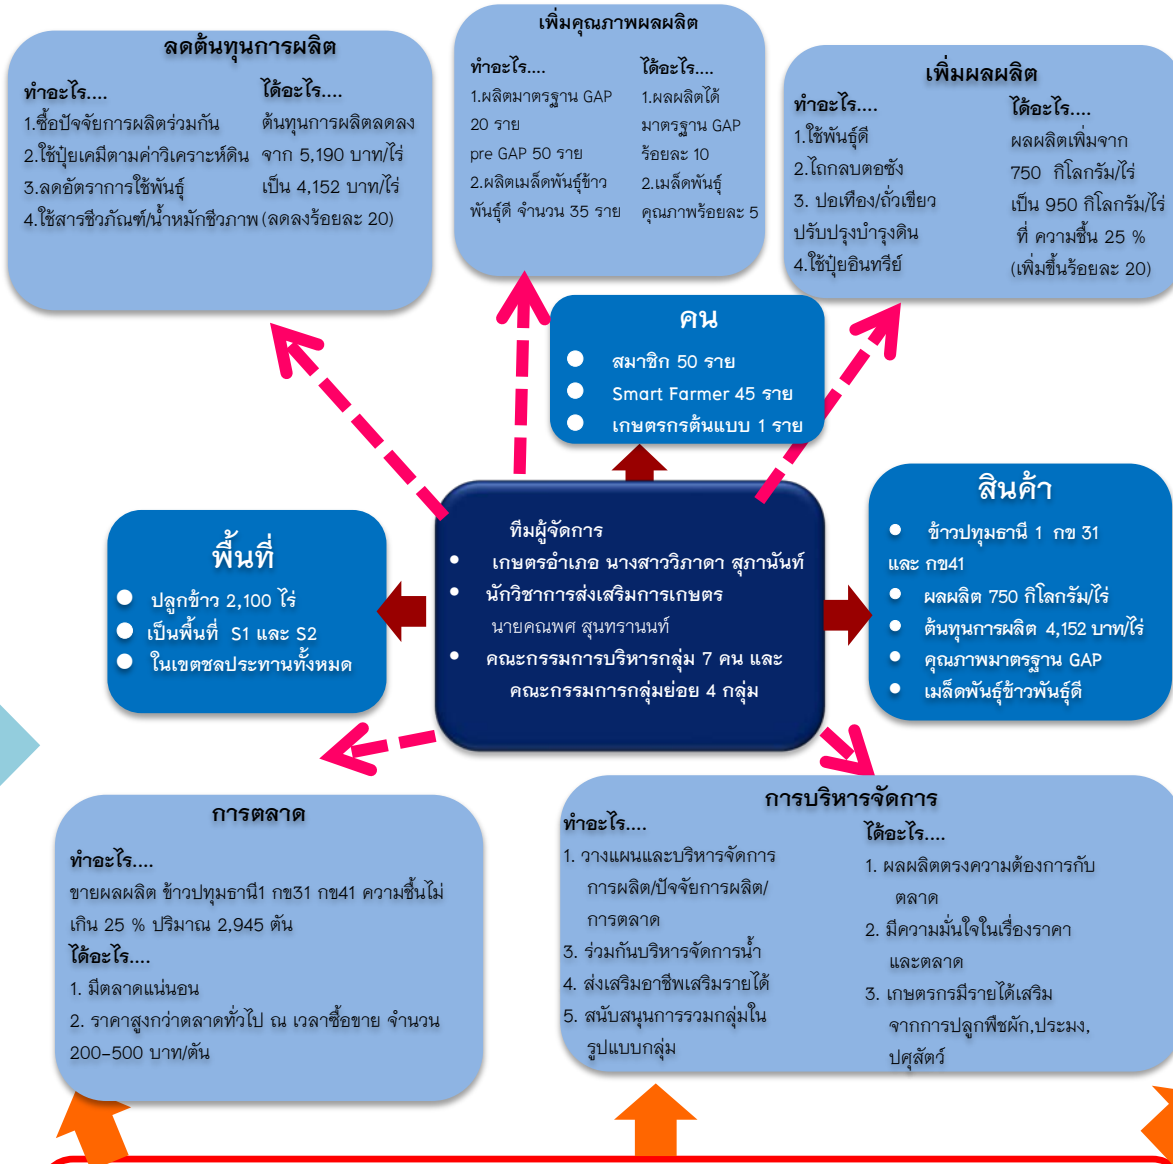 ลดต้นทุนการผลิต
ทำอะไร....
1.ซื้อปัจจัยการผลิตร่วมกัน
2.ใช้ปุ๋ยเคมีตามค่าวิเคราะห์ดิน
3.ลดอัตราการใช้พันธุ์
4.ใช้สารชีวภัณฑ์/น้ำหมักชีวภาพ
ได้อะไร....
ต้นทุนการผลิตลดลง
จาก 5,190 บาท/ไร่
เป็น 4,152 บาท/ไร่
(ลดลงร้อยละ 20)
เพิ่มคุณภาพผลผลิต
ทำอะไร....
1.ผลิตมาตรฐาน GAP
20 ราย
pre GAP 50 ราย
2.ผลิตเมล็ดพันธุ์ข้าว
พันธุ์ดี จำนวน 35 ราย
ได้อะไร....
1.ผลผลิตได้
มาตรฐาน GAP
ร้อยละ 10
2.เมล็ดพันธุ์
คุณภาพร้อยละ 5
เพิ่มผลผลิต
ทำอะไร....
1.ใช้พันธุ์ดี
2.ไถกลบตอซัง
3. ปอเทือง/ถั่วเขียว
ปรับปรุงบำรุงดิน
4.ใช้ปุ๋ยอินทรีย์
ได้อะไร....
ผลผลิตเพิ่มจาก
750 กิโลกรัม/ไร่
เป็น 950 กิโลกรัม/ไร่
ที่ ความชื้น 25 %
(เพิ่มขึ้นร้อยละ 20)
คน
สมาชิก 50 ราย
Smart Farmer 45 ราย
เกษตรกรต้นแบบ 1 ราย
พื้นที่
ปลูกข้าว 2,100 ไร่
เป็นพื้นที่ S1 และ S2
ในเขตชลประทานทั้งหมด
ทีมผู้จัดการ
เกษตรอำเภอ นางสาววิภาดา สุภานันท์
นักวิชาการส่งเสริมการเกษตร
นายคณพศ สุนทรานนท์
คณะกรรมการบริหารกลุ่ม 7 คน และ
คณะกรรมการกลุ่มย่อย 4 กลุ่ม
สินค้า
ข้าวปทุมธานี 1 กข 31
และ กข41
ผลผลิต 750 กิโลกรัม/ไร่
ต้นทุนการผลิต 4,152 บาท/ไร่
คุณภาพมาตรฐาน GAP
เมล็ดพันธุ์ข้าวพันธุ์ดี
การตลาด
ทำอะไร....
ขายผลผลิต ข้าวปทุมธานี1 กข31 กข41 ความชื้นไม่
เกิน 25 % ปริมาณ 2,945 ตัน
ได้อะไร....
1. มีตลาดแน่นอน
2. ราคาสูงกว่าตลาดทั่วไป ณ เวลาซื้อขาย จำนวน
200–500 บาท/ตัน
การบริหารจัดการ
ทำอะไร....
1. วางแผนและบริหารจัดการ
การผลิต/ปัจจัยการผลิต/
การตลาด
3. ร่วมกันบริหารจัดการน้ำ
4. ส่งเสริมอาชีพเสริมรายได้
5. สนับสนุนการรวมกลุ่มใน
รูปแบบกลุ่ม
ได้อะไร....
1. ผลผลิตตรงความต้องการกับ
ตลาด
2. มีความมั่นใจในเรื่องราคา
และตลาด
3. เกษตรกรมีรายได้เสริม
จากการปลูกพืชผัก,ประมง,
ปศุสัตว์